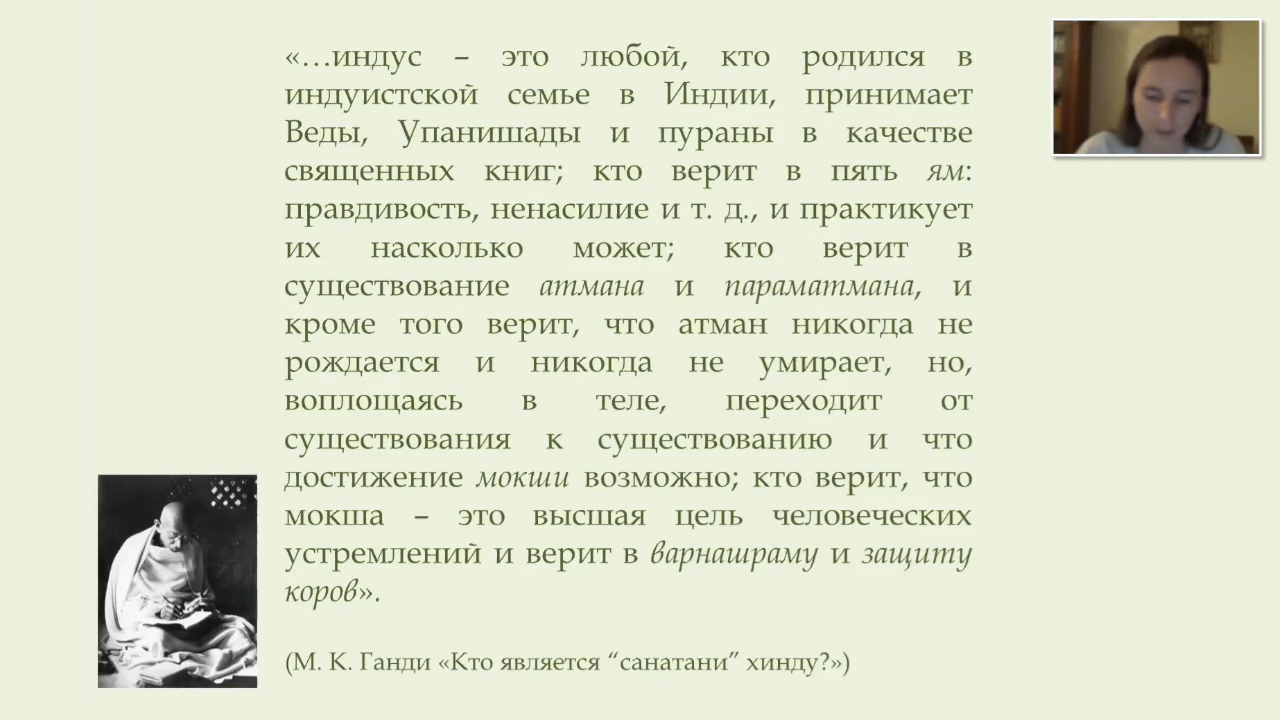 «…индус – это любой, кто родился в
индуистской семье в Индии, принимает
Веды, Упанишады и пураны в качестве
священных книг; кто верит в пять ям:
правдивость, ненасилие и т. д., и практикует
их насколько может; кто верит в
существование атмана и параматмана, и
кроме того верит, что атман никогда не
рождается и никогда не умирает, но,
воплощаясь в теле, переходит от
существования к существованию и что
достижение мокши возможно; кто верит, что
мокша – это высшая цель человеческих
устремлений и верит в варнашраму и защиту
коров».
(М. К. Ганди «Кто является “санатани” хинду?»)